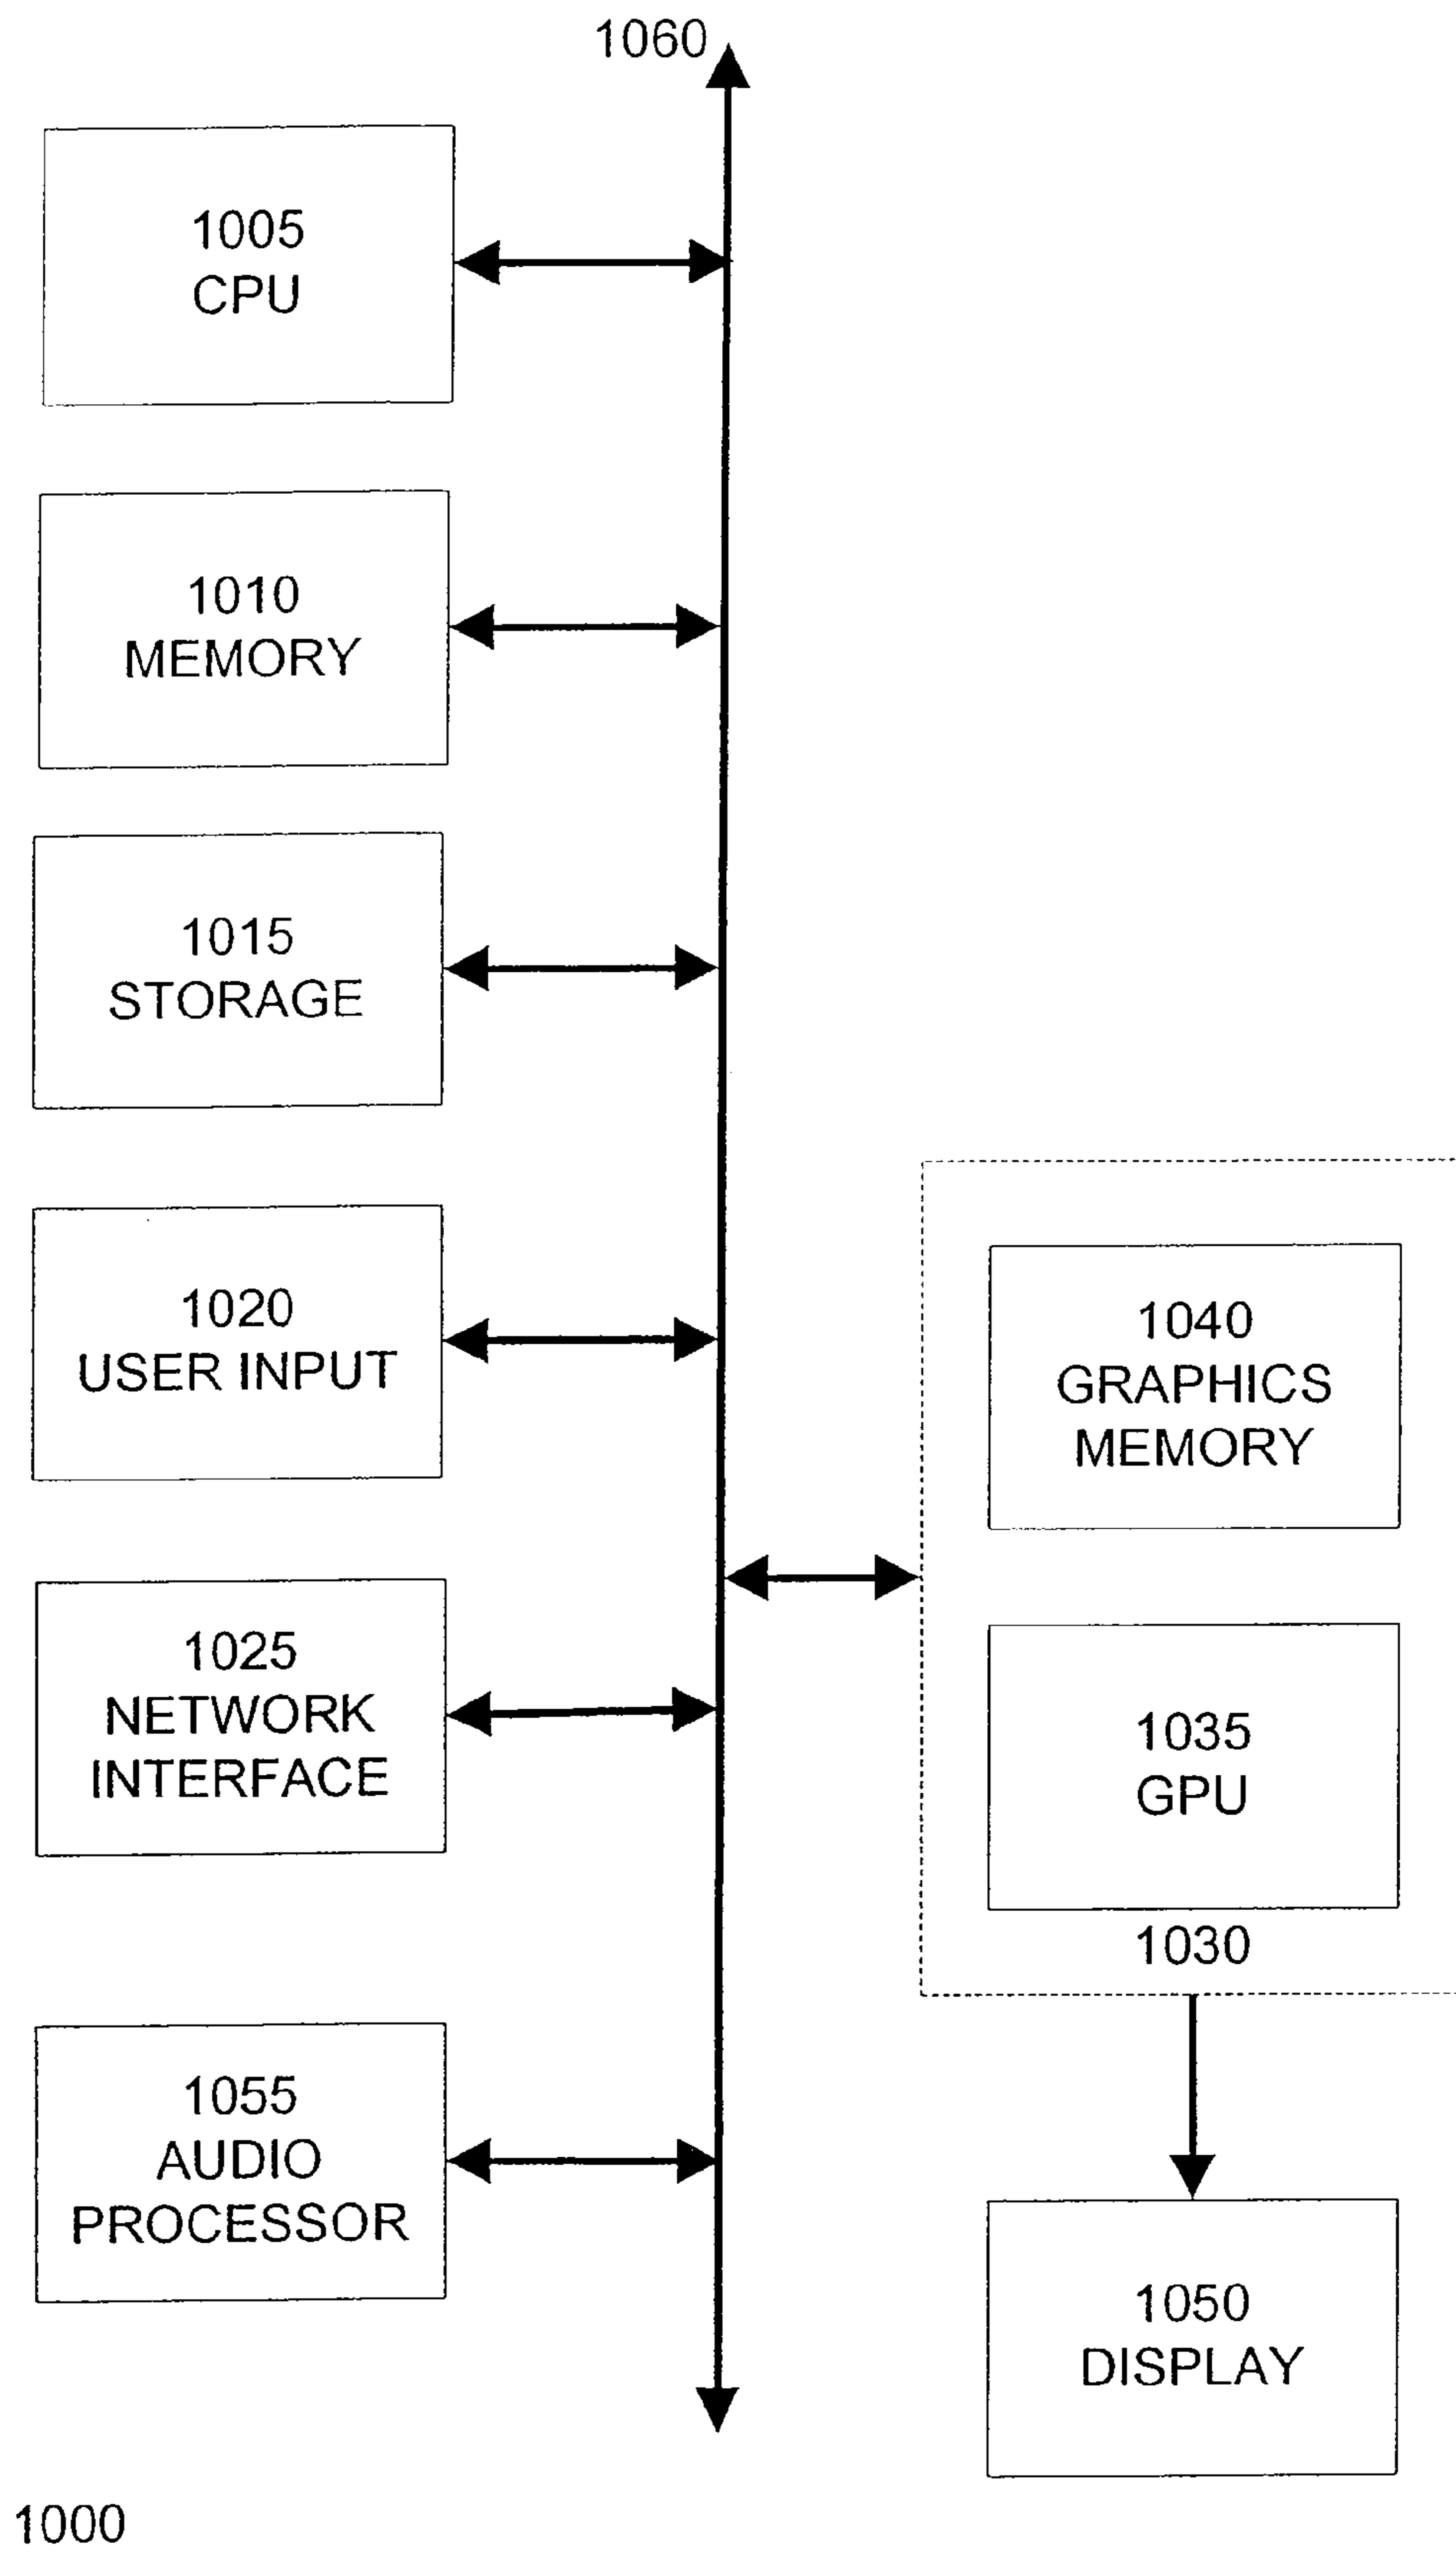 1060
1005
CPU
1010
MEMORY
1015
STORAGE
1020
USER INPUT
1025
NETWORK
INTERFACE
1055
AUDIO
PROCESSOR
1040
GRAPHICS
MEMORY
1035
GPU
1030
1050
DISPLAY
1000